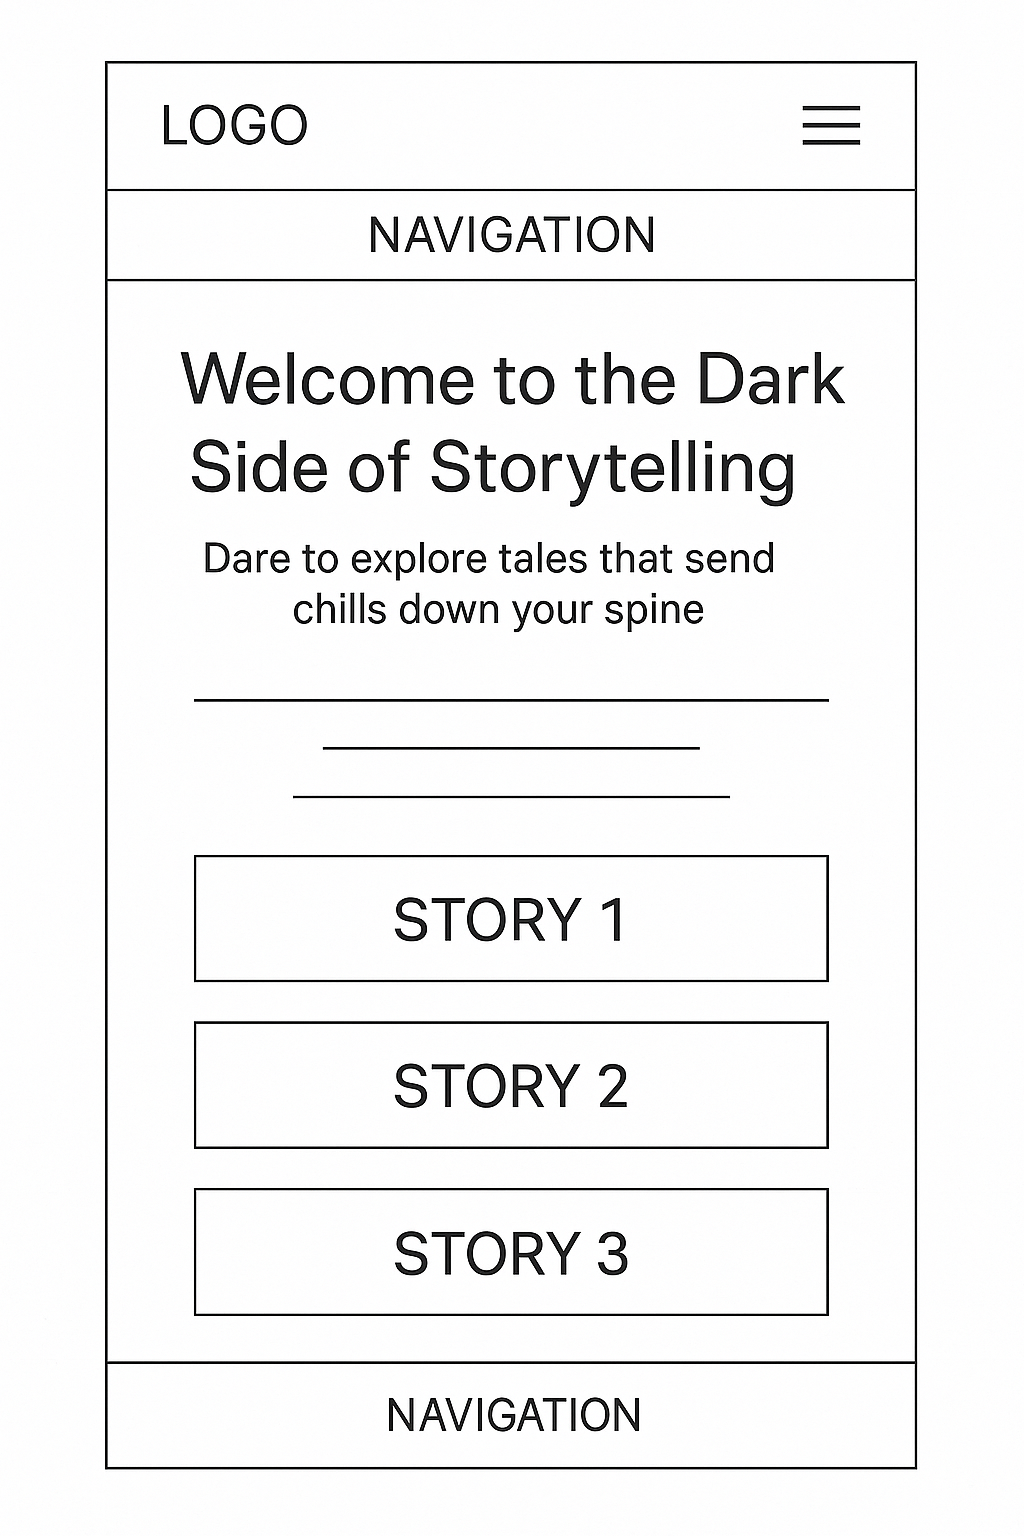 LOGO
NAVIGATION
Welcome to the Dark
Side of Storytelling
Dare to explore tales that send
chills down your spine
STORY 1
STORY 2
STORY 3
NAVIGATION